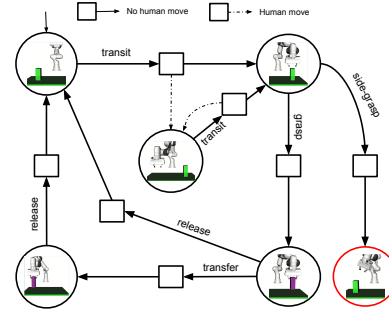 No human move
Human move
transit
side-grasp
transit
grasp
release
release
transfer